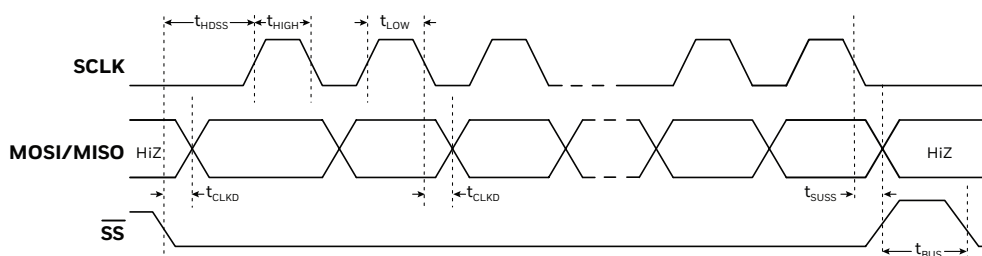 tHDSS tHIGH tLOW
SCLK
MOSI/MISO HiZ HiZ
tCLKD tCLKD tSUSS
SS tBUS